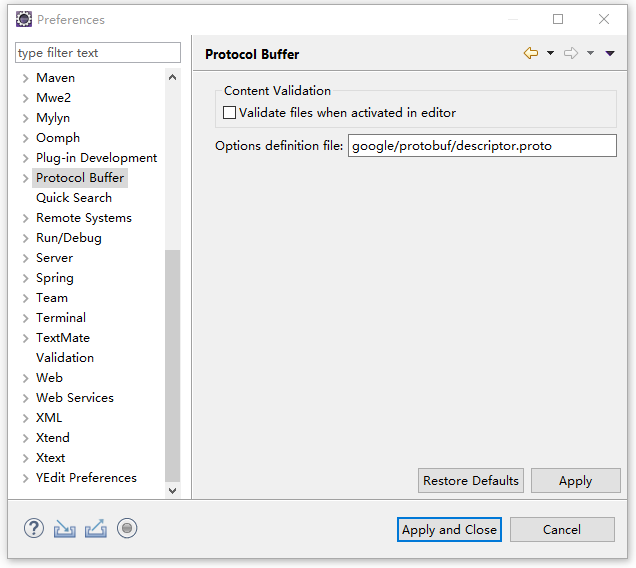 Preferences
type filter text
Maven
Mwe2
Mylyn
Oomph
Plug-in Development
Protocol Buffer
Quick Search
Remote Systems
Run/Debug
Server
Spring
Team
Terminal
TextMate
Validation
Web
Web Services
XML
Xtend
Xtext
YEdit Preferences
Protocol Buffer
Content Validation
Validate files when activated in editor
Options definition file: google/protobuf/descriptor.proto
Restore Defaults Apply
Apply and Close Cancel